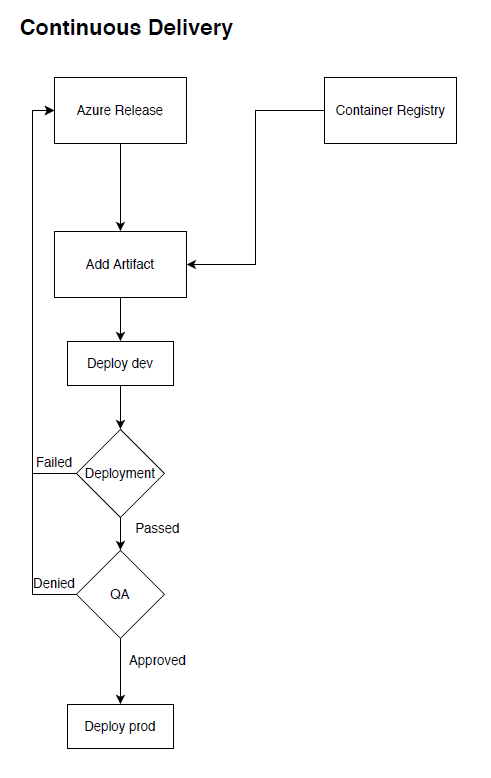 Continuous Delivery
Azure Release
Container Registry
Add Artifact
Deploy dev
Failed
Deployment
Passed
Denied
QA
Approved
Deploy prod